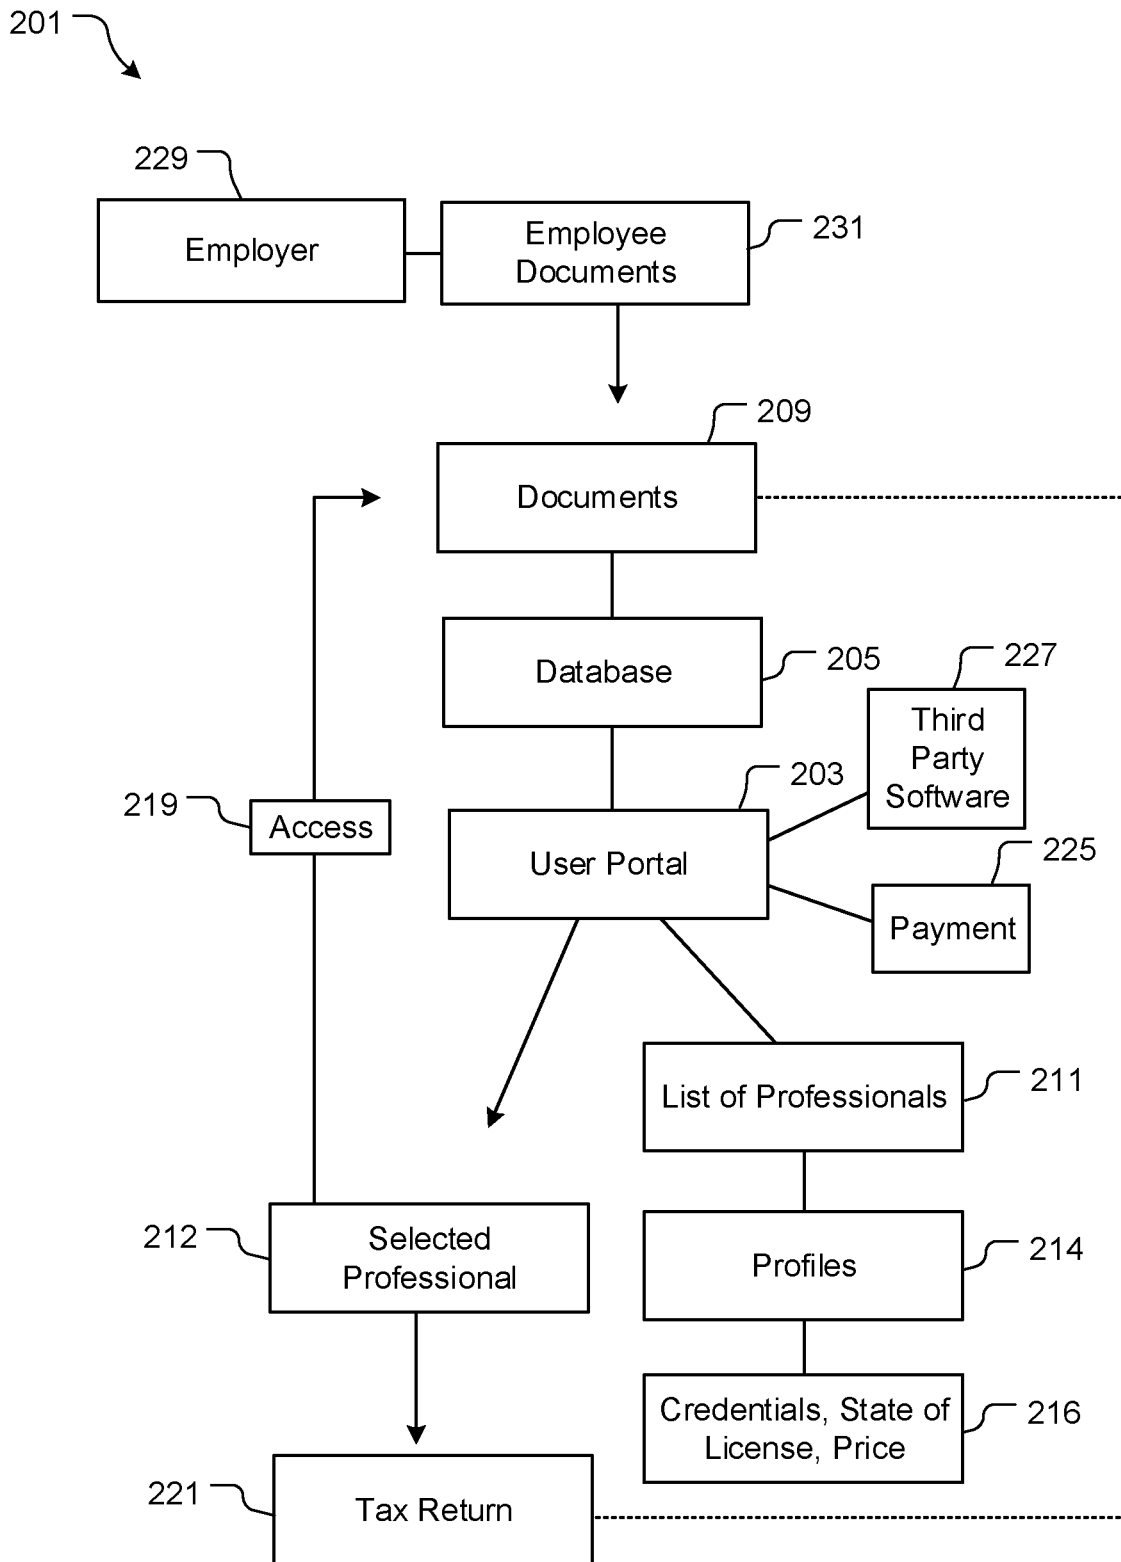 201
229
Employer
Employee
Documents
231
209
Documents
Database
205
227
Third
Party
Software
203
219
Access
User Portal
225
Payment
List of Professionals
211
212
Selected
Professional
Profiles
214
Credentials, State of
License, Price
216
221
Tax Return